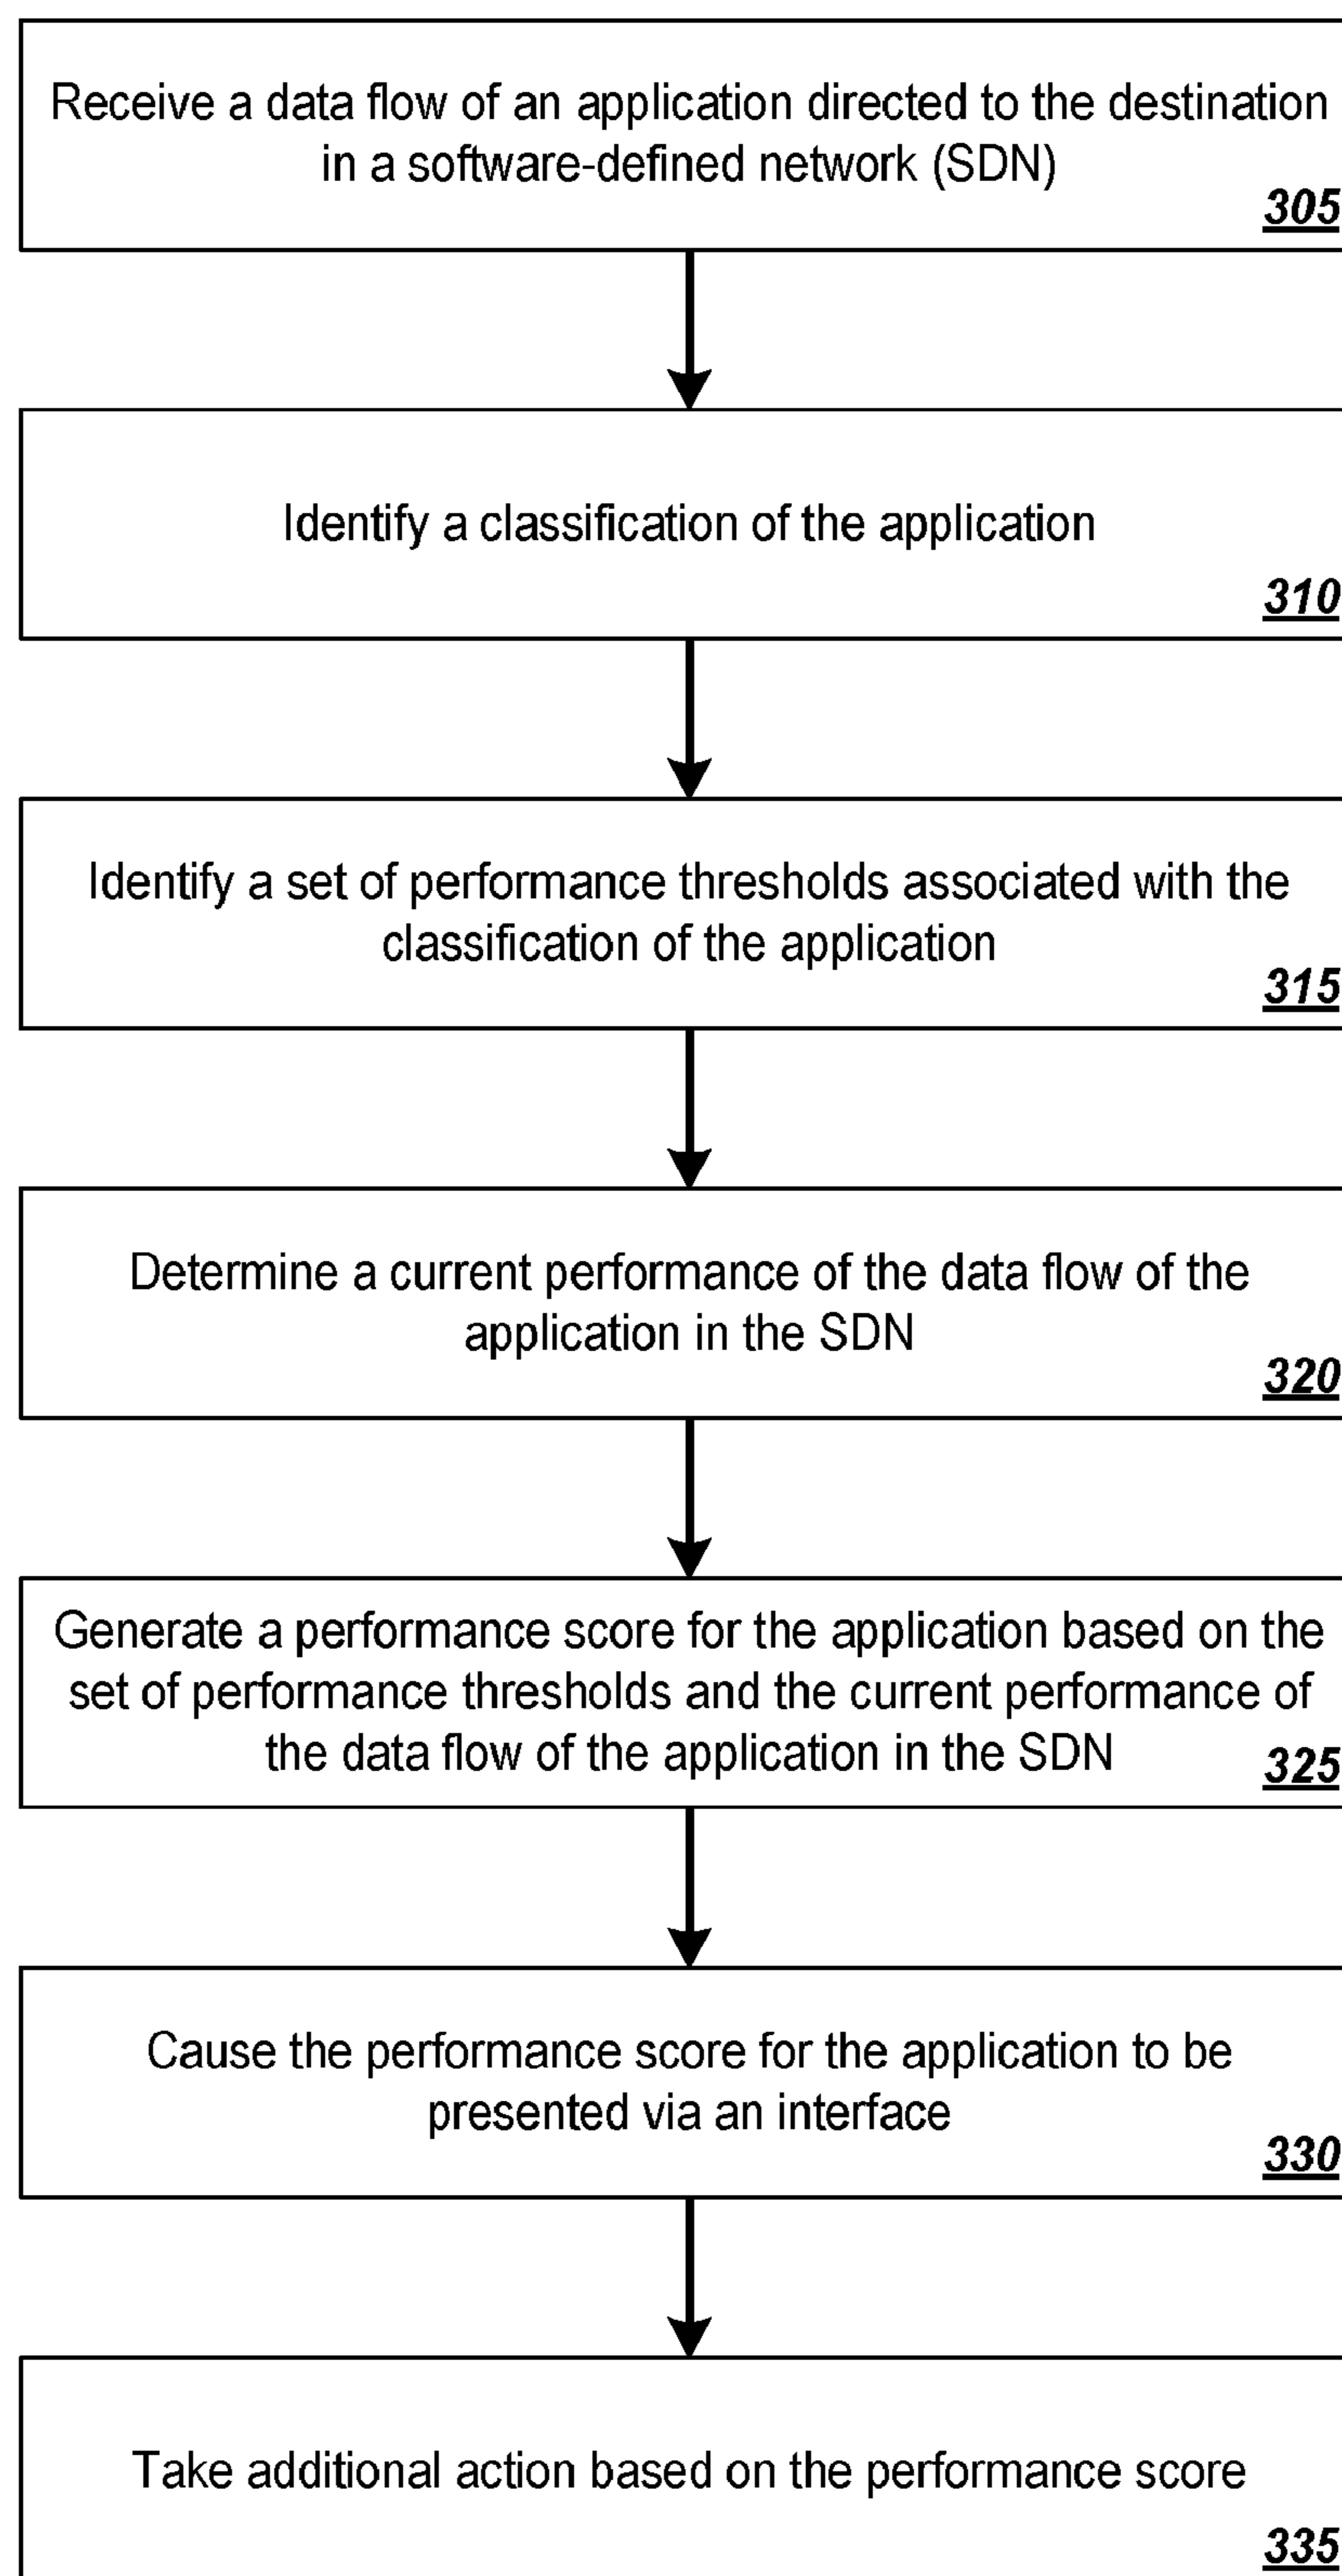 Receive a data flow of an application directed to the destination
in a software-defined network (SDN)
305
Identify a classification of the application
310
Identify a set of performance thresholds associated with the
classification of the application
315
Determine a current performance of the data flow of the
application in the SDN
320
Generate a performance score for the application based on the
set of performance thresholds and the current performance of
the data flow of the application in the SDN
325
Cause the performance score for the application to be
presented via an interface
330
Take additional action based on the performance score
335